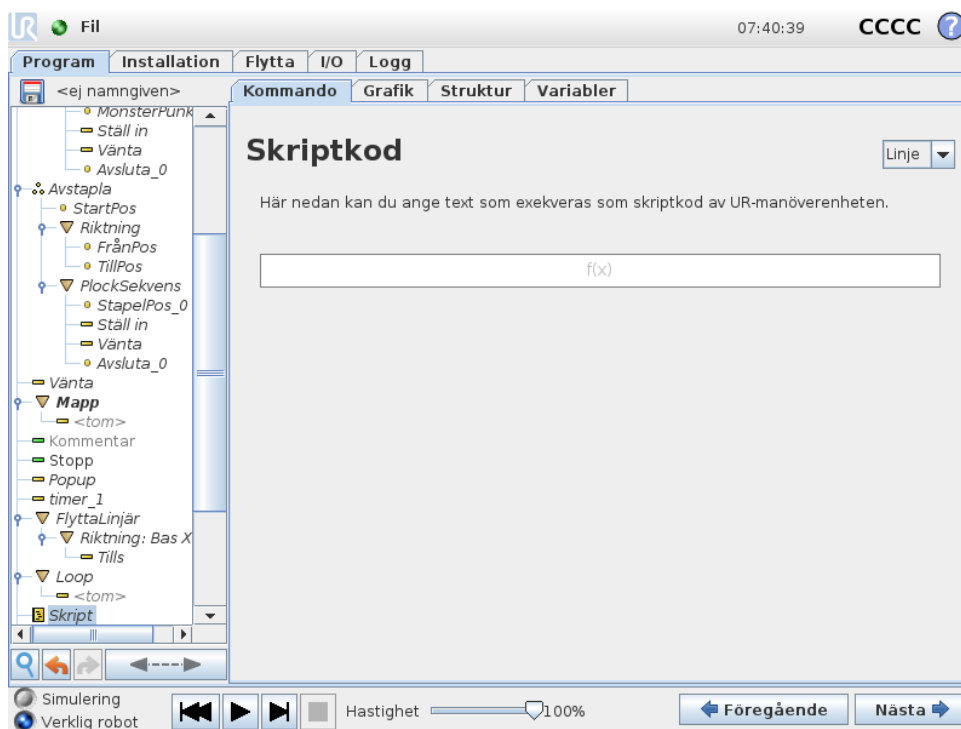 UR Fil 07:40:39 CCCC ?
Program Installation Flytta I/O Logg
<ej namngiven>
Kommando Grafik Struktur Variabler
MönsterPunk
Ställ in
Vänta
Avsluta_0
Avstapla
StartPos
Riktning
FrånPos
TillPos
PlockSekvens
StapelPos_0
Ställ in
Vänta
Avsluta_0
Vänta
Mapp
<tom>
Kommentar
Stopp
Popup
timer_1
FlyttaLinjär
Riktning: Bas X
Tills
Loop
<tom>
Skript
Skriptkod
Linje
Här nedan kan du ange text som exekveras som skriptkod av UR-manöverenheten.
f(x)
Simulering
Verklig robot
Hastighet 100%
Föregående Nästa